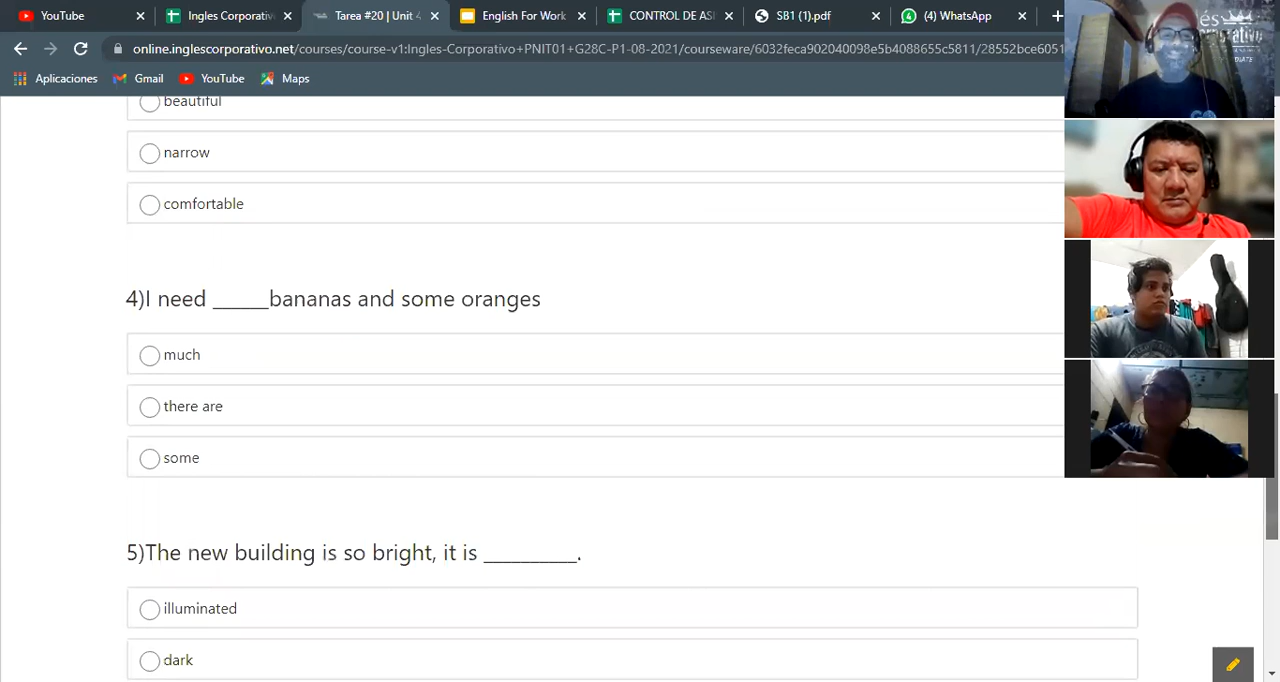 YouTube
Ingles Corporativ
Tarea #20 | Unit 4
English For Work
CONTROL DE ASI
SB1 (1).pdf
(4) WhatsApp
online.inglescorporativo.net/courses/course-v1:Ingles-Corporativo+PNIT01+G28C-P1-08-2021/courseware/6032feca902040098e5b4088655c5811/28552bce6051
Aplicaciones
Gmail
YouTube
Maps
beautiful
narrow
comfortable
4)I need ______bananas and some oranges
much
there are
some
5)The new building is so bright, it is __________.
illuminated
dark